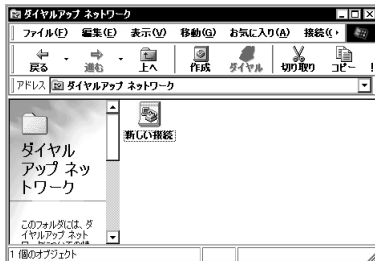 ダイヤルアップ ネットワーク
ファイル(F) 編集(E) 表示(V) 移動(G) お気に入り(A) 接続(
戻る 進む 上へ 作成 ダイヤル 切り取り コピー
アドレス ダイヤルアップ ネットワーク
新しい接続
ダイヤル
アップ ネッ
トワーク
このフォルダには、ダ
イヤルアップ ネット
1 個のオブジェクト